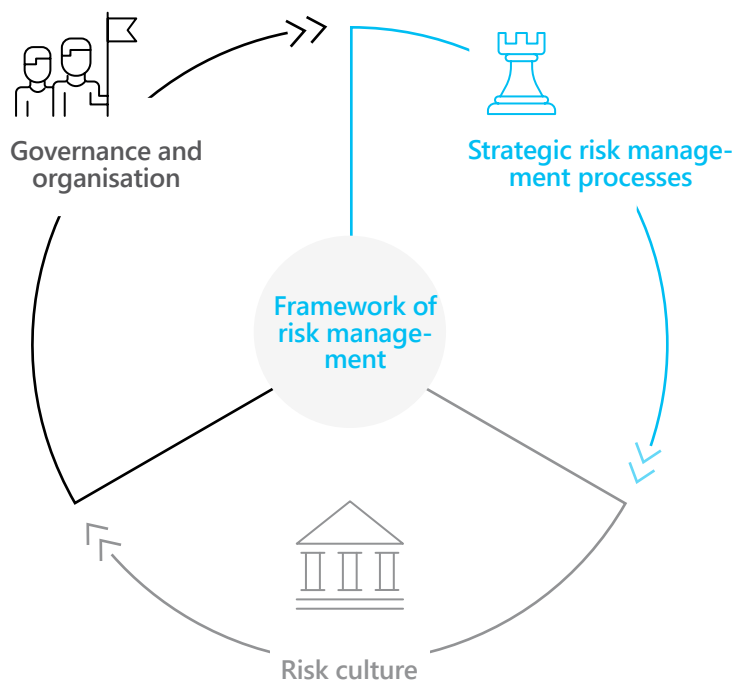 Governance and
organisation
Strategic risk manage-
ment processes
Framework of
risk manage-
ment
Risk culture